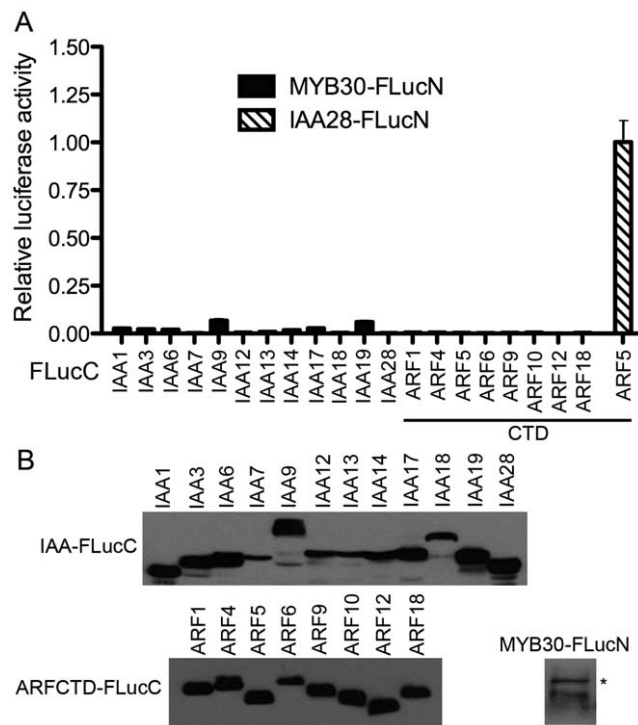 A
Relative luciferase activity
1.50
1.25
1.00
0.75
0.50
0.25
0.00
MYB30-FLucN
IAA28-FLucN
FLucC
IAA1
IAA3
IAA6
IAA7
IAA9
IAA12
IAA13
IAA14
IAA17
IAA18
IAA19
IAA28
ARF1
ARF4
ARF5
ARF6
ARF9
ARF10
ARF12
ARF18
ARF5
CTD
B
IAA1
IAA3
IAA6
IAA7
IAA9
IAA12
IAA13
IAA14
IAA17
IAA18
IAA19
IAA28
IAA-FLucC
ARF1
ARF4
ARF5
ARF6
ARF9
ARF10
ARF12
ARF18
ARFCTD-FLucC
MYB30-FLucN
*